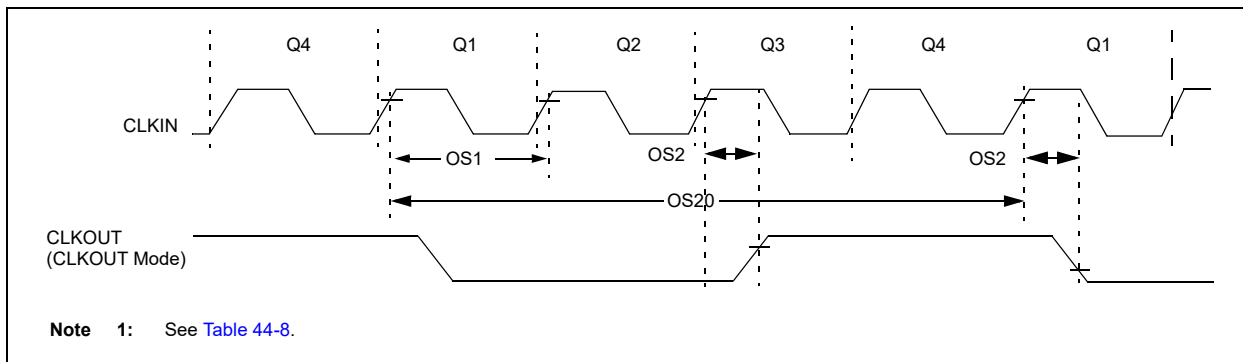 Q4 Q1 Q2 Q3 Q4 Q1
CLKIN
OS1 OS2 OS2
OS20
CLKOUT
(CLKOUT Mode)
Note 1: See Table 44-8.